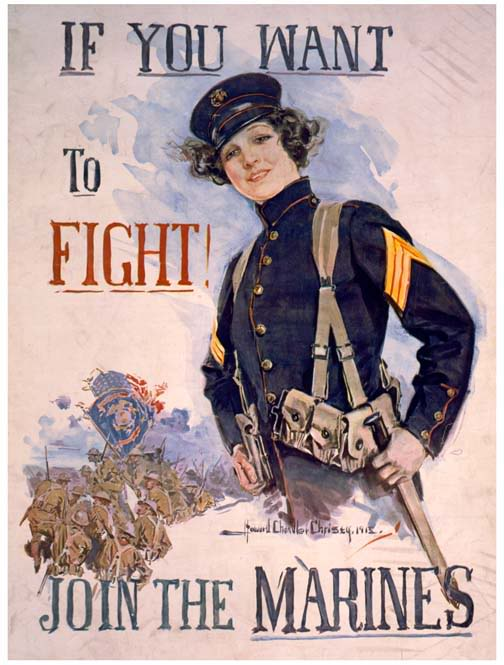 IF YOU WANT
TO
FIGHT!
Howard Chandler Christy. 1915.
JOIN THE MARINES